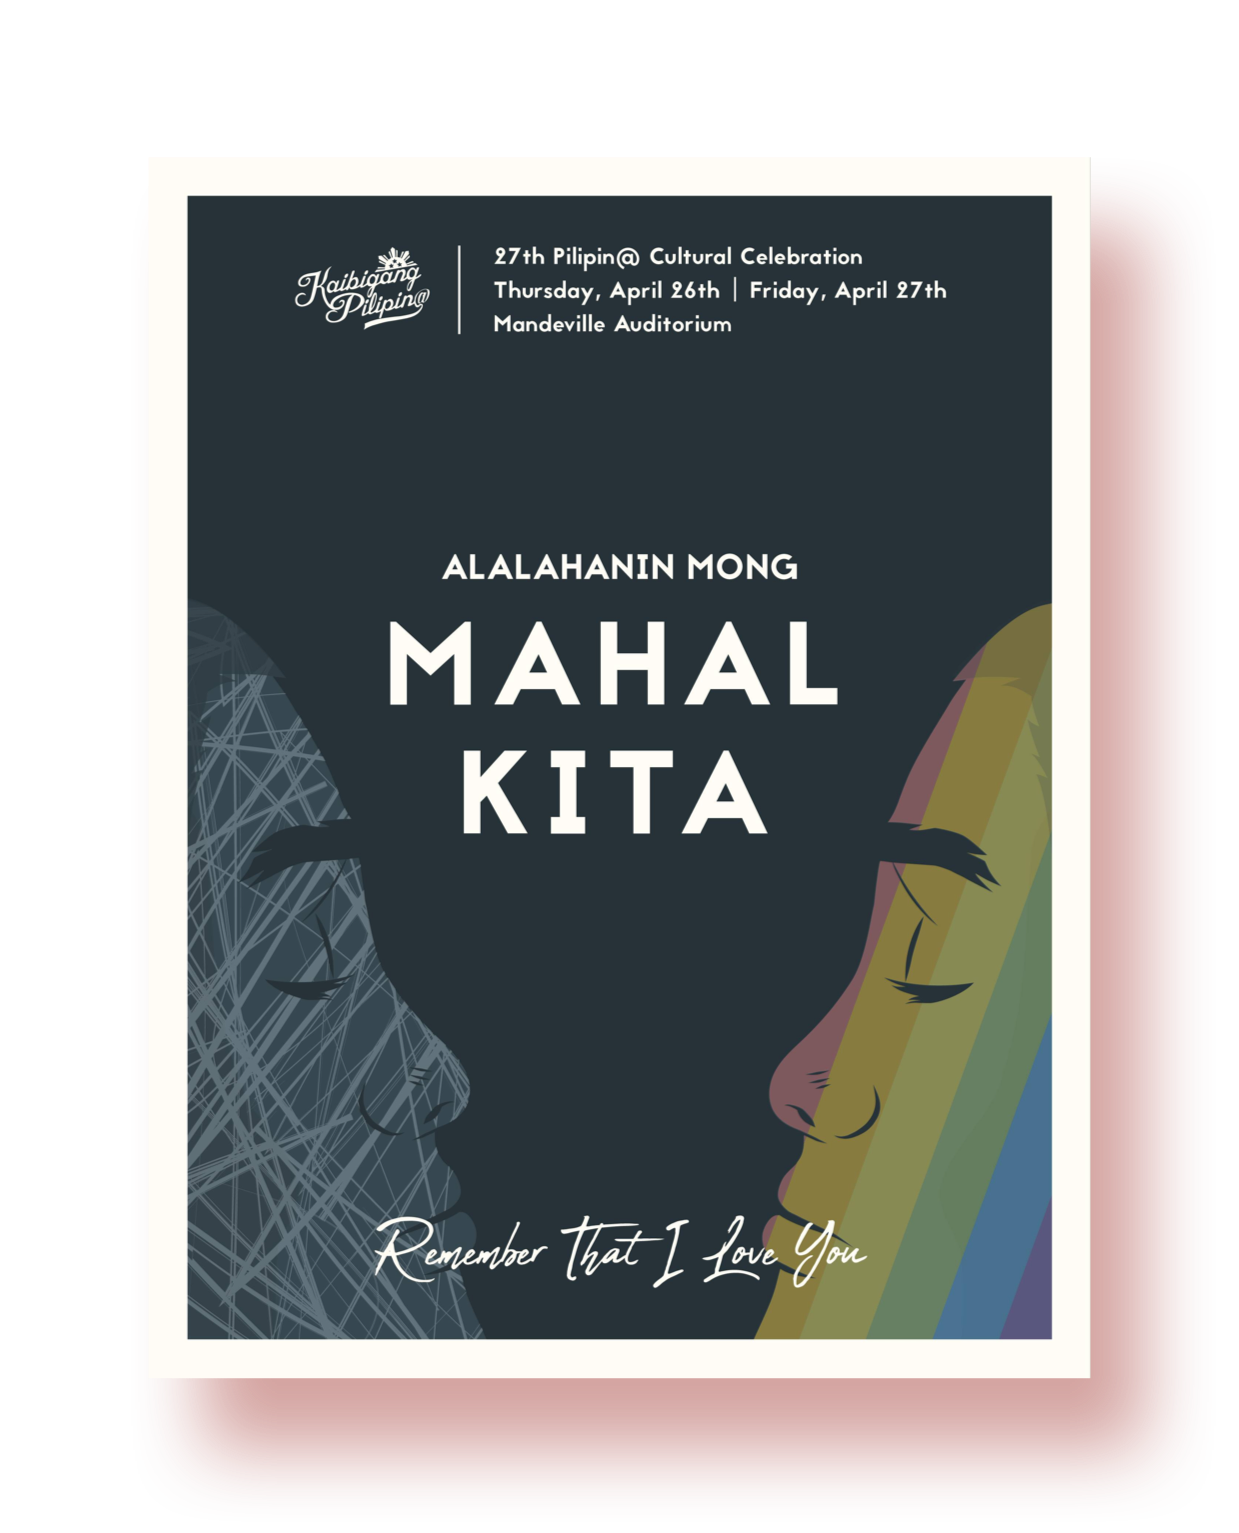 Kaibigang
Pilipin@
27th Pilipin@ Cultural Celebration
Thursday, April 26th | Friday, April 27th
Mandeville Auditorium
ALALAHANIN MONG
MAHAL
KITA
Remember That I Love You